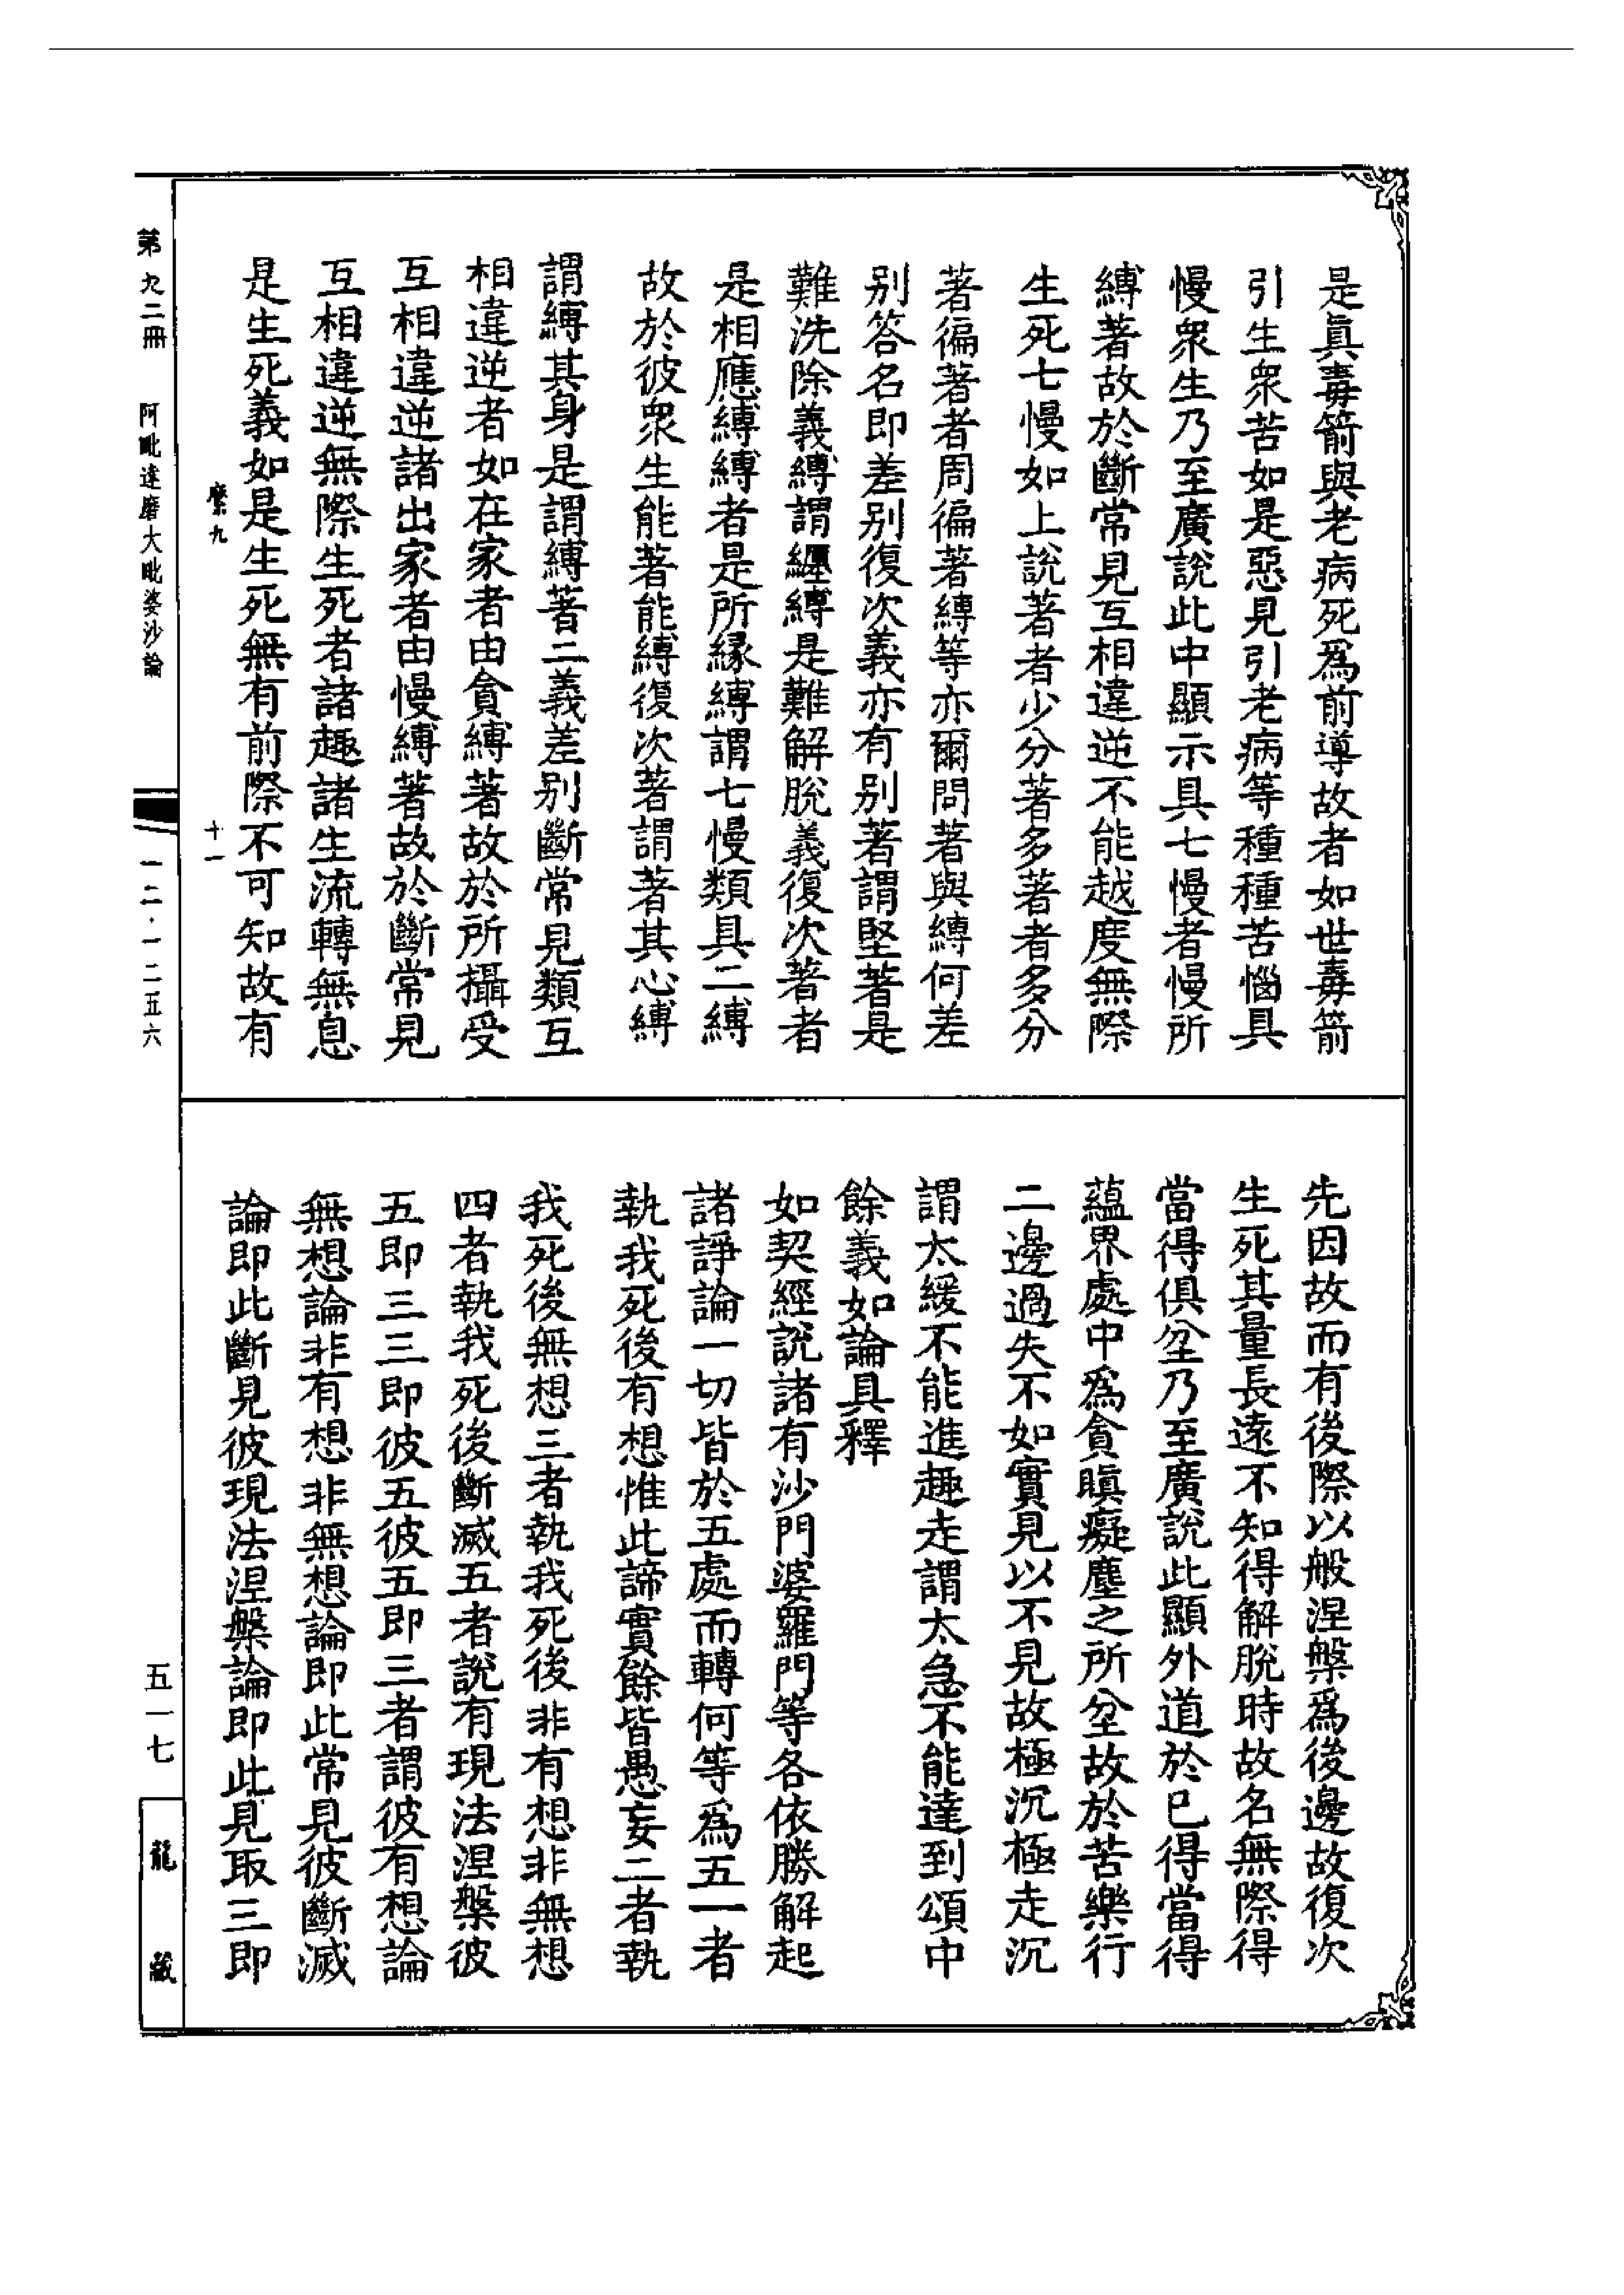 是眞毒箭與老病死爲前導故者如世毒箭
引生衆苦如是惡見引老病等種種苦惱具
慢衆生乃至廣說此中顯示具七慢者慢所
縛著故於斷常見互相違逆不能越度無際
生死七慢如上說著者少分著多著者多分
著徧著者周徧著縛等亦爾問著與縛何差
别答名即差别復次義亦有别著謂堅著是
難洗除義縛謂纏縛是難解脫義復次著者
是相應縛縛者是所緣縛謂七慢類具二縛
故於彼衆生能著能縛復次著謂著其心縛
謂縛其身是謂縛著二義差别斷常見類互
相違逆者如在家者由貪縛著故於所攝受
互相違逆諸出家者由慢縛著故於斷常見
互相違逆無際生死者諸趣諸生流轉無息
是生死義如是生死無有前際不可知故有
縻九
十一
先因故而有後際以般涅槃爲後邊故復次
生死其量長遠不知得解脫時故名無際得
當得俱坌乃至廣說此顯外道於已得當得
蘊界處中爲貪瞋癡塵之所坌故於苦樂行
二邊過失不如實見以不見故極沉極走沉
謂太緩不能進趣走謂太急不能達到頌中
餘義如論具釋
如契經說諸有沙門婆羅門等各依勝解起
諸諍論一切皆於五處而轉何等爲五一者
執我死後有想惟此諦實餘皆愚妄二者執
我死後無想三者執我死後非有想非無想
四者執我死後斷滅五者說有現法涅槃彼
五即三三即彼五彼五即三者謂彼有想論
無想論非有想非無想論即此常見彼斷滅
論即此斷見彼現法涅槃論即此見取三即
第九二冊
阿毗達磨大毗婆沙論
一二·一二五六
五一七
龍藏